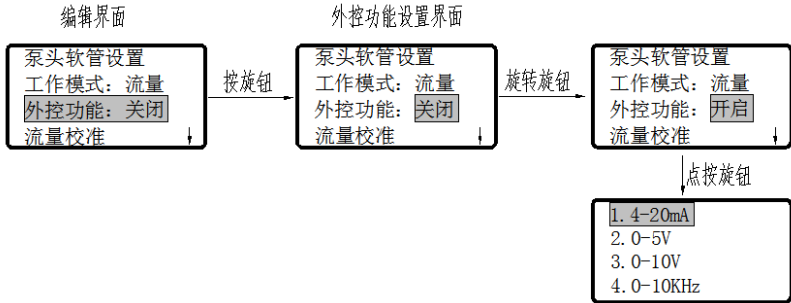 编辑界面
外控功能设置界面
泵头软管设置
工作模式：流量
外控功能：关闭
流量校准
按旋钮
泵头软管设置
工作模式：流量
外控功能：关闭
流量校准
旋转旋钮
泵头软管设置
工作模式：流量
外控功能：开启
流量校准
点按旋钮
1.4-20mA
2.0-5V
3.0-10V
4.0-10KHz